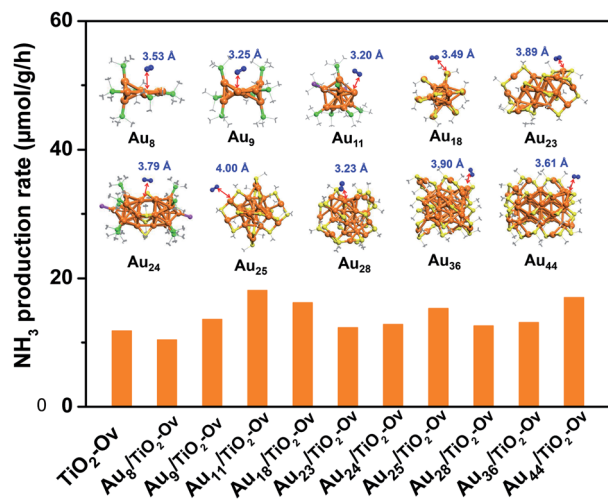 NH3 production rate (μmol/g/h)
60
40
20
0
0
3.53 Å
3.25 Å
3.20 Å
3.49 Å
3.89 Å
Au8
Au9
Au11
Au18
Au23
3.79 Å
4.00 Å
3.23 Å
3.90 Å
3.61 Å
Au24
Au25
Au28
Au36
Au44
TiO2-Ov
Au8/TiO2-Ov
Au9/TiO2-Ov
Au11/TiO2-Ov
Au18/TiO2-Ov
Au23/TiO2-Ov
Au24/TiO2-Ov
Au25/TiO2-Ov
Au28/TiO2-Ov
Au36/TiO2-Ov
Au44/TiO2-Ov